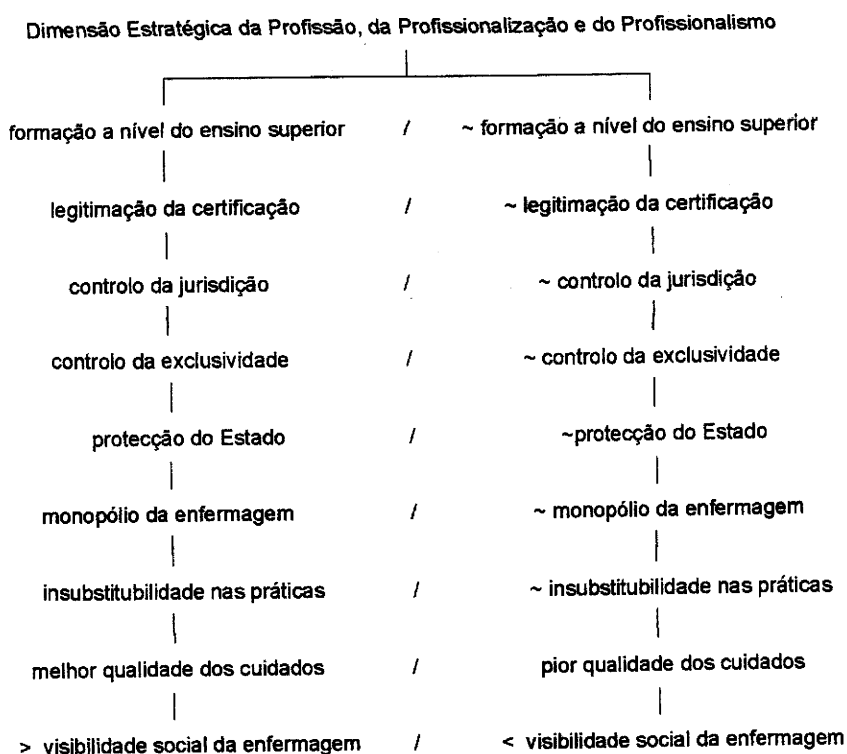 Dimensão Estratégica da Profissão, da Profissionalização e do Profissionalismo
formação a nível do ensino superior / ~ formação a nível do ensino superior
legitimação da certificação / ~ legitimação da certificação
controlo da jurisdição / ~ controlo da jurisdição
controlo da exclusividade / ~ controlo da exclusividade
protecção do Estado / ~protecção do Estado
monopólio da enfermagem / ~ monopólio da enfermagem
insubstitubilidade nas práticas / ~ insubstitubilidade nas práticas
melhor qualidade dos cuidados / pior qualidade dos cuidados
> visibilidade social da enfermagem / < visibilidade social da enfermagem